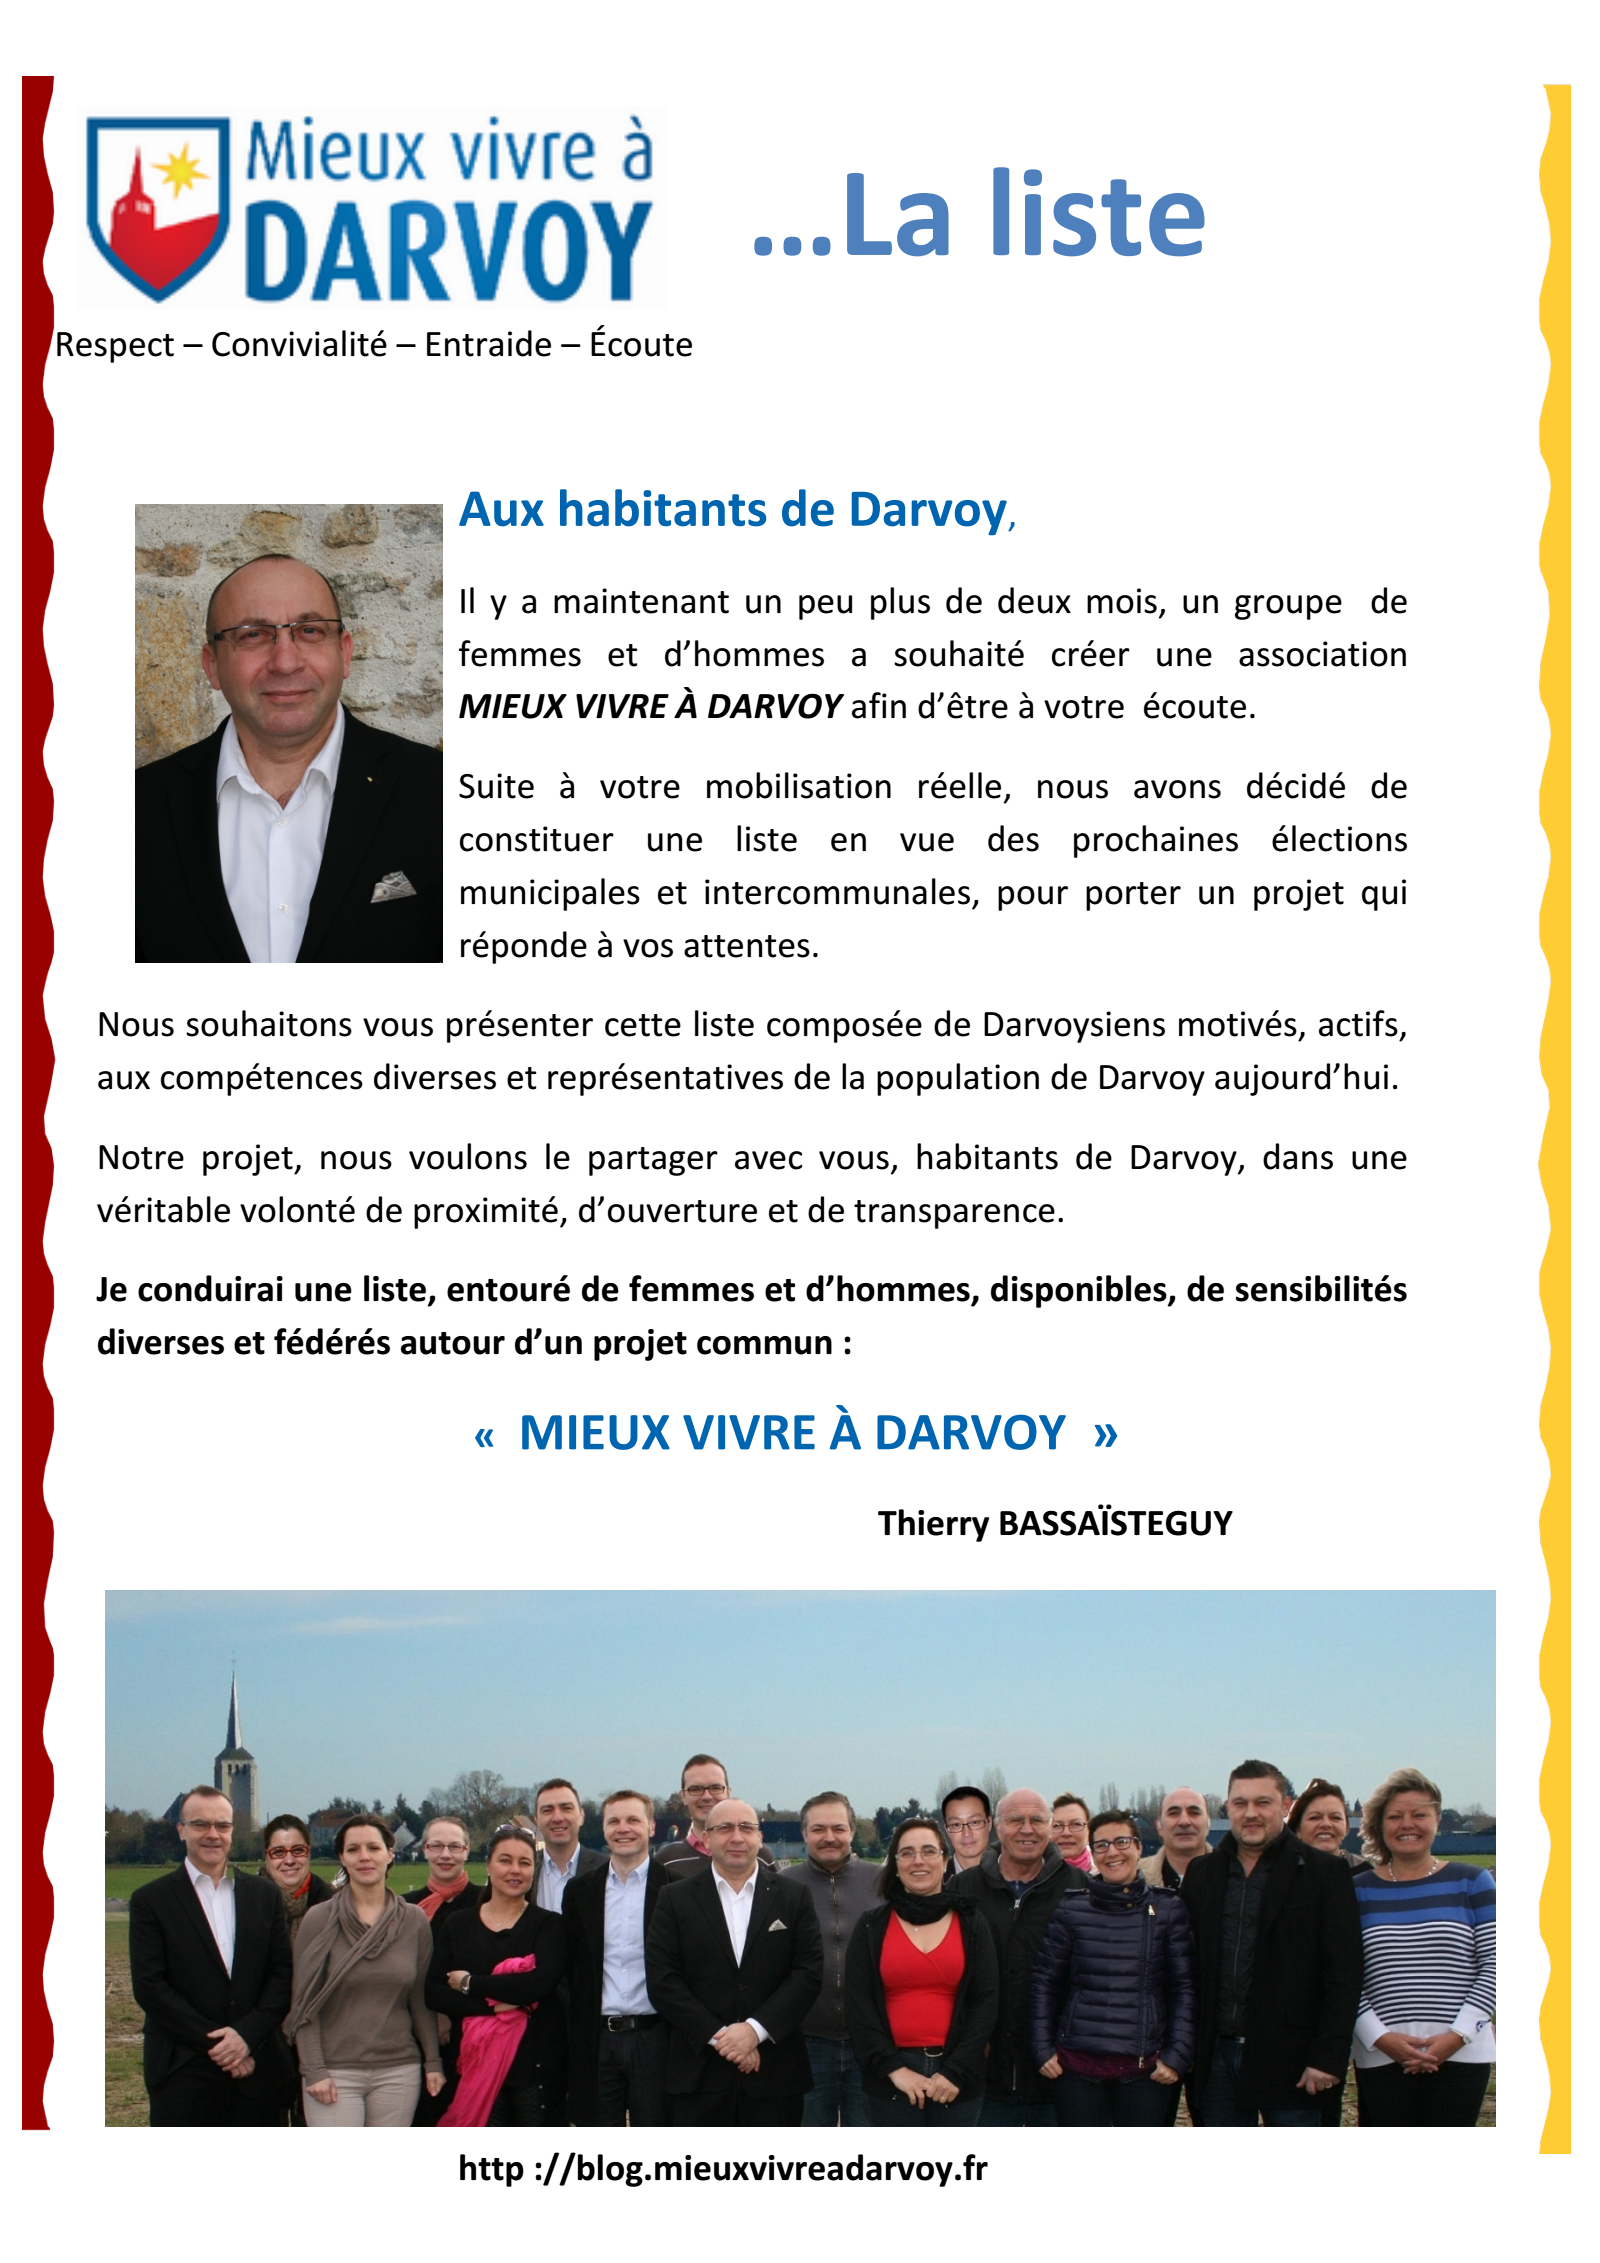 Mieux vivre à
DARVOY
...La liste
Respect – Convivialité – Entraide – Écoute
Aux habitants de Darvoy,
Il y a maintenant un peu plus de deux mois, un groupe de
femmes et d’hommes a souhaité créer une association
MIEUX VIVRE À DARVOY afin d’être à votre écoute.
Suite à votre mobilisation réelle, nous avons décidé de
constituer une liste en vue des prochaines élections
municipales et intercommunales, pour porter un projet qui
réponde à vos attentes.
Nous souhaitons vous présenter cette liste composée de Darvoysiens motivés, actifs,
aux compétences diverses et représentatives de la population de Darvoy aujourd’hui.
Notre projet, nous voulons le partager avec vous, habitants de Darvoy, dans une
véritable volonté de proximité, d’ouverture et de transparence.
Je conduirai une liste, entouré de femmes et d’hommes, disponibles, de sensibilités
diverses et fédérés autour d’un projet commun :
« MIEUX VIVRE À DARVOY »
Thierry BASSAÏSTEGUY
http ://blog.mieuxvivreadarvoy.fr